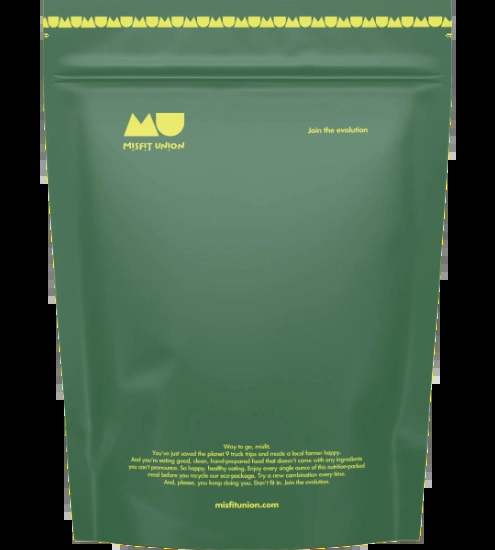 MU
MISFIT UNION
Join the evolution
Way to go, misfit.
You've just saved the planet 9 truck trips and made a local farmer happy.
And you're eating good, clean, hand-prepared food that doesn't come with any ingredients
you can't pronounce. So happy, healthy eating. Enjoy every single ounce of this nutrition-packed
meal before you recycle our eco-package. Try a new combination every time.
And, please, you keep doing you. Don't fit in. Join the evolution.
misfitunion.com